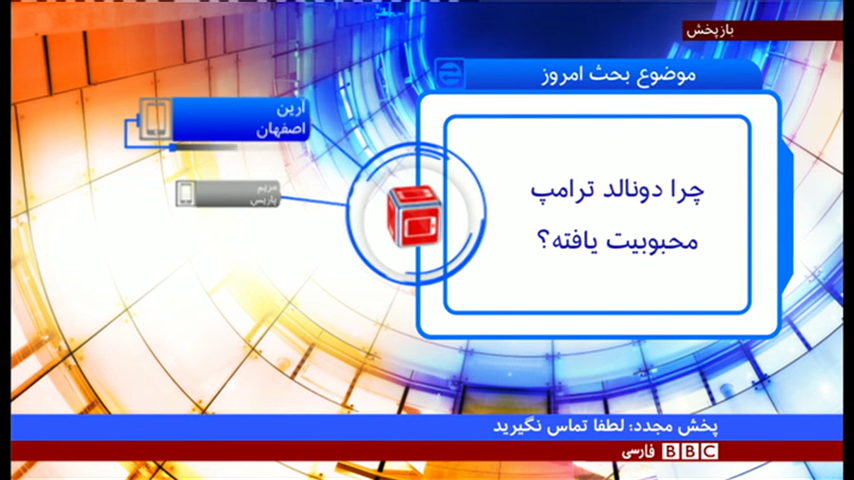 بازپخش
موضوع بحث امروز
آرین
اصفهان
مریم
پاریس
چرا دونالد ترامپ
محبوبیت یافته؟
پخش مجدد: لطفا تماس نگیرید
BBC فارسی